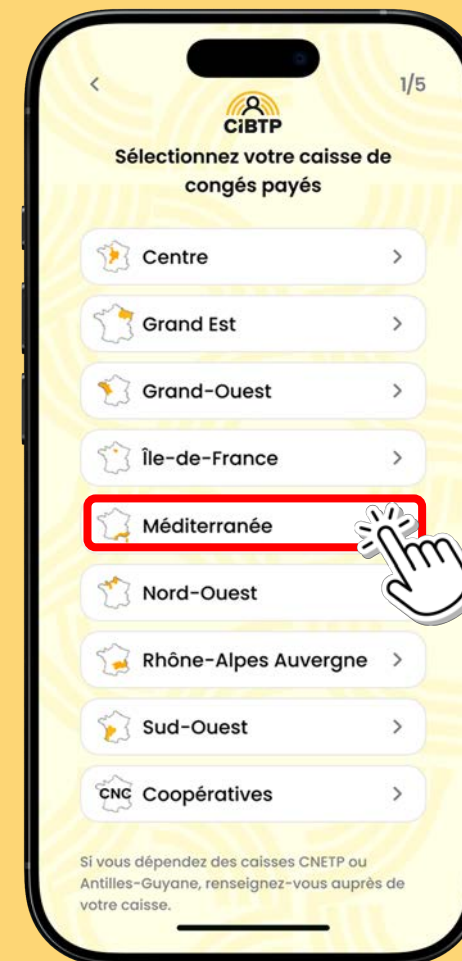 1/5
CiBTP
Sélectionnez votre caisse de
congés payés
Centre
Grand Est
Grand-Ouest
Île-de-France
Méditerranée
Nord-Ouest
Rhône-Alpes Auvergne
Sud-Ouest
CNC Coopératives
Si vous dépendez des caisses CNETP ou
Antilles-Guyane, renseignez-vous auprès de
votre caisse.